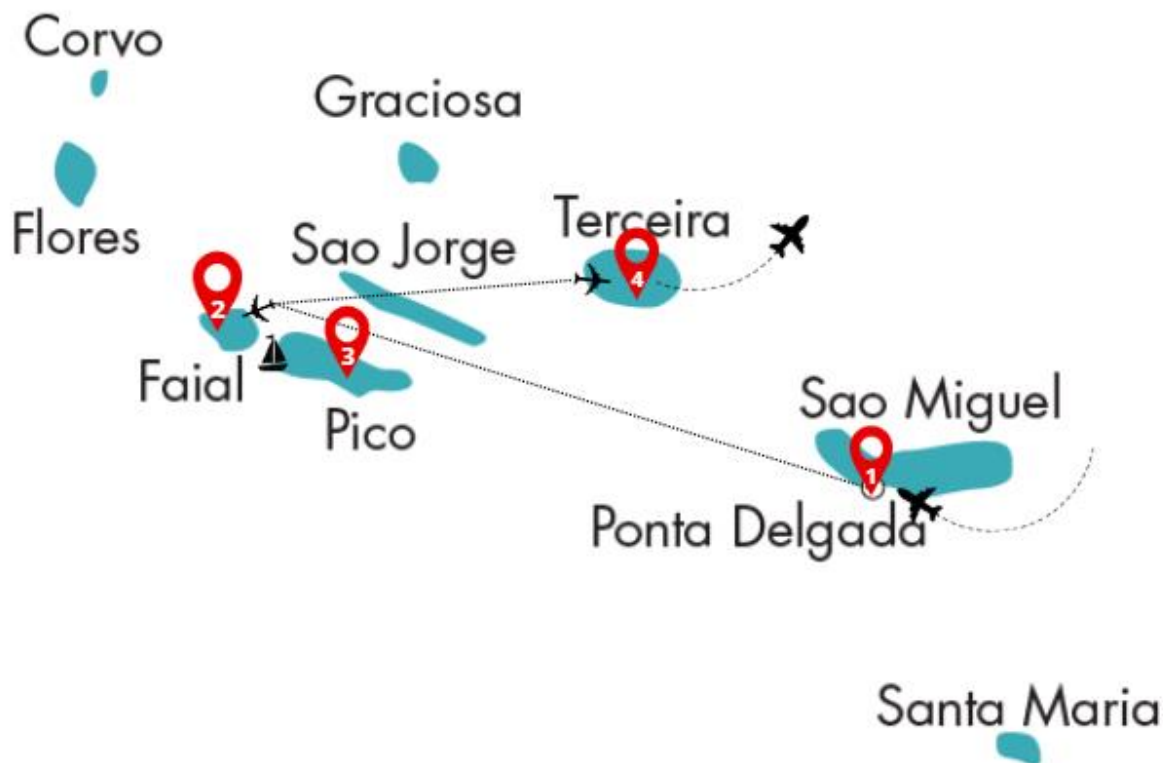 Corvo
Graciosa
Flores
Sao Jorge
Terceira
2
4
3
Faial
Pico
Sao Miguel
1
Ponta Delgada
Santa Maria